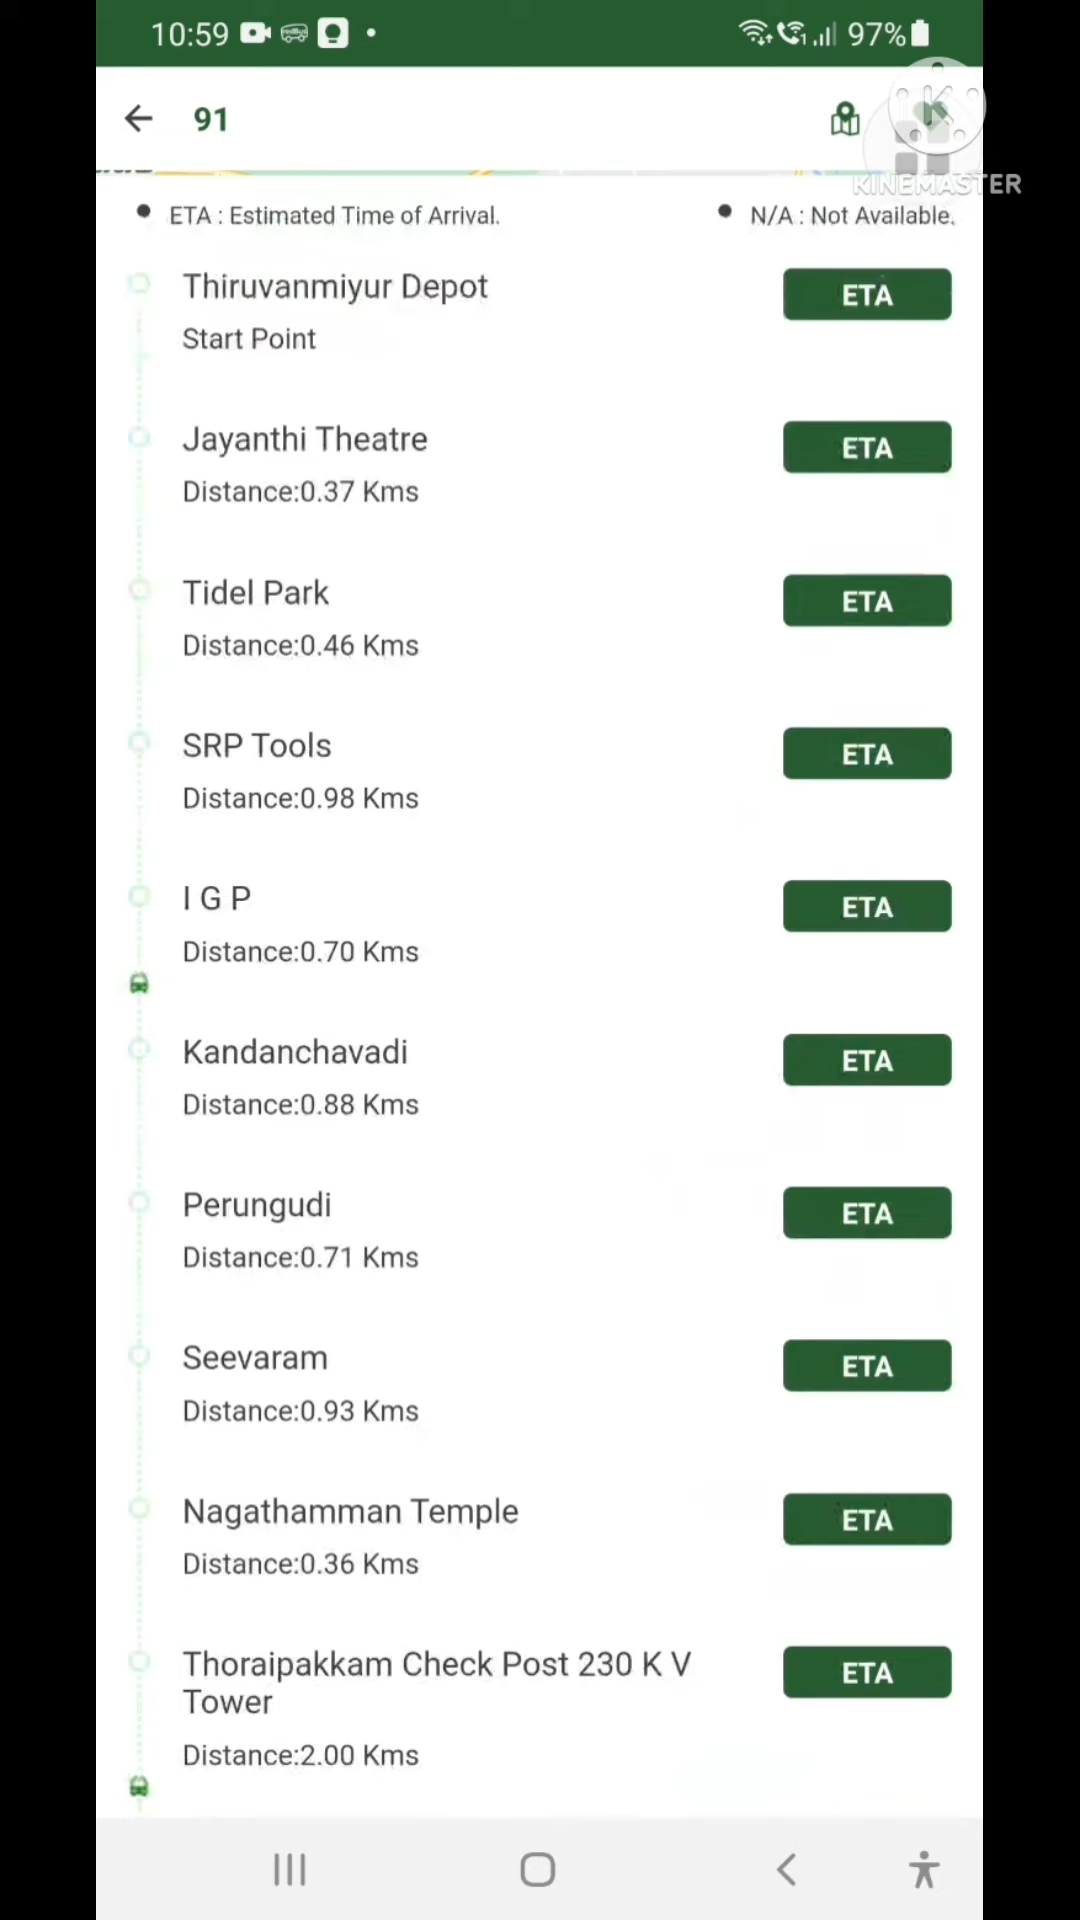 10:59
97%
91
KINEMASTER
ETA : Estimated Time of Arrival.
N/A : Not Available.
Thiruvanmiyur Depot
ETA
Start Point
Jayanthi Theatre
ETA
Distance:0.37 Kms
Tidel Park
ETA
Distance:0.46 Kms
SRP Tools
ETA
Distance:0.98 Kms
I G P
ETA
Distance:0.70 Kms
Kandanchavadi
ETA
Distance:0.88 Kms
Perungudi
ETA
Distance:0.71 Kms
Seevaram
ETA
Distance:0.93 Kms
Nagathamman Temple
ETA
Distance:0.36 Kms
Thoraipakkam Check Post 230 K V
Tower
ETA
Distance:2.00 Kms